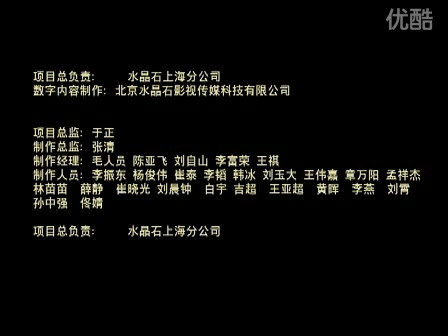 优酷
项目总负责: 水晶石上海分公司
数字内容制作: 北京水晶石影视传媒科技有限公司
项目总监: 于正
制作总监: 张清
制作经理: 毛人员 陈亚飞 刘自山 李富荣 王祺
制作人员: 李振东 杨俊伟 崔泰 李韬 韩冰 刘玉大 王伟嘉 章万阳 孟祥杰
林苗苗 薛静 崔晓光 刘晨钟 白宇 吉超 王亚超 黄晖 李燕 刘霄
孙中强 佟婧
项目总负责: 水晶石上海分公司